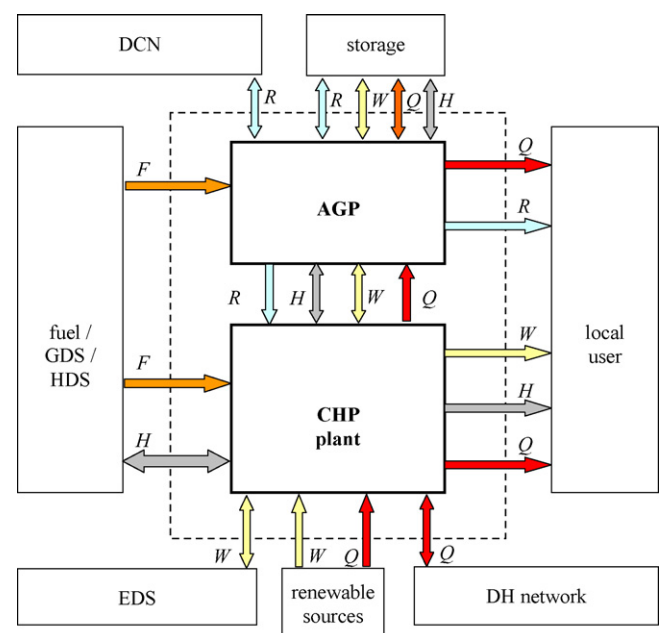 DCN
storage
R
R
W
Q
H
F
AGP
Q
R
R
H
W
Q
fuel /
GDS /
HDS
F
H
CHP
plant
W
H
Q
local
user
W
W
Q
Q
EDS
renewable
sources
DH network